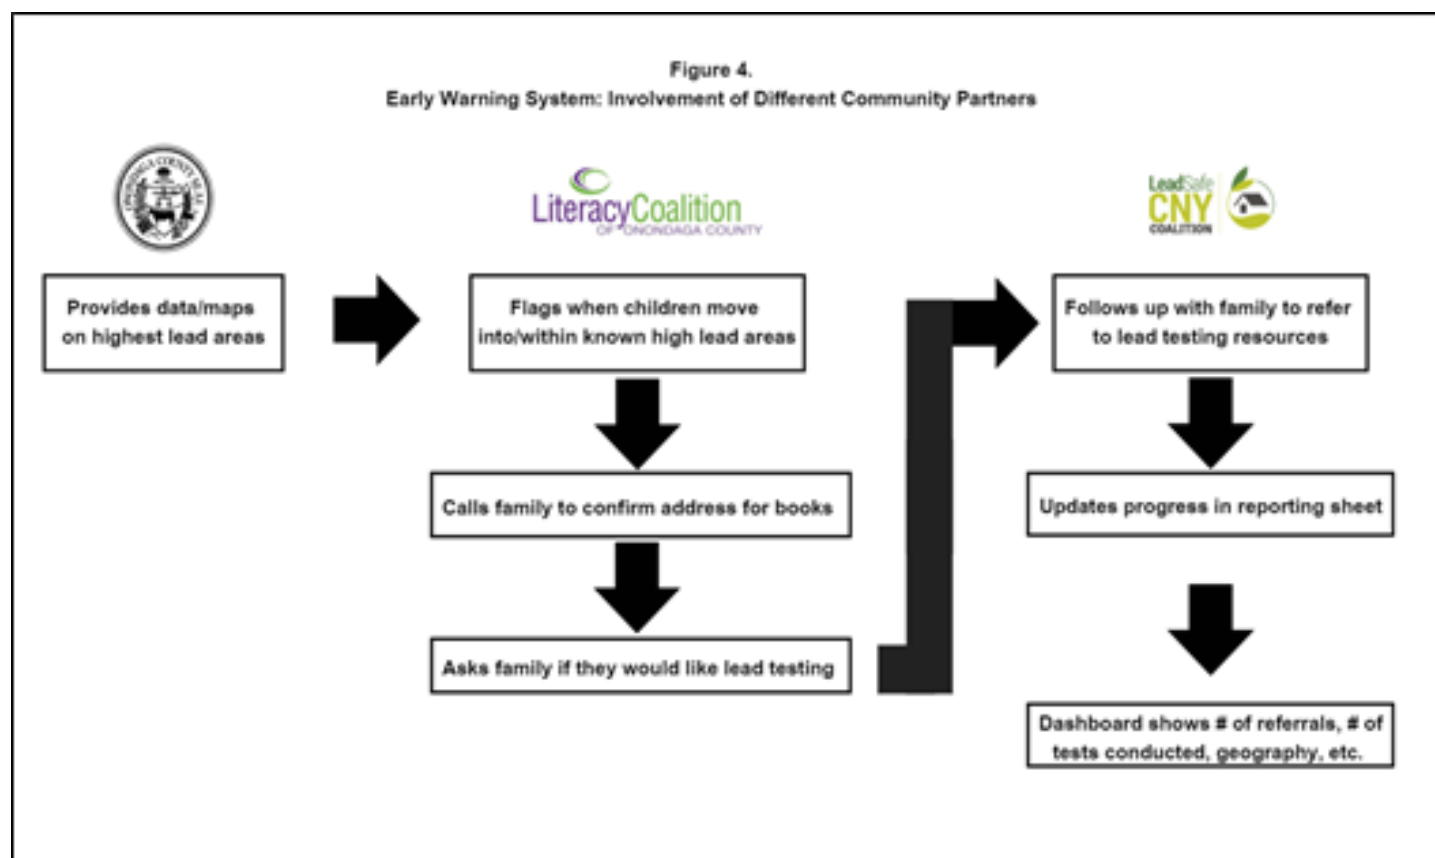 Figure 4.
Early Warning System: Involvement of Different Community Partners
ONONDAGA COUNTY SEAL
LiteracyCoalition
OF ONONDAGA COUNTY
LeadSafe
CNY
COALITION
Provides data/maps
on highest lead areas
Flags when children move
into/within known high lead areas
Calls family to confirm address for books
Asks family if they would like lead testing
Follows up with family to refer
to lead testing resources
Updates progress in reporting sheet
Dashboard shows # of referrals, # of
tests conducted, geography, etc.